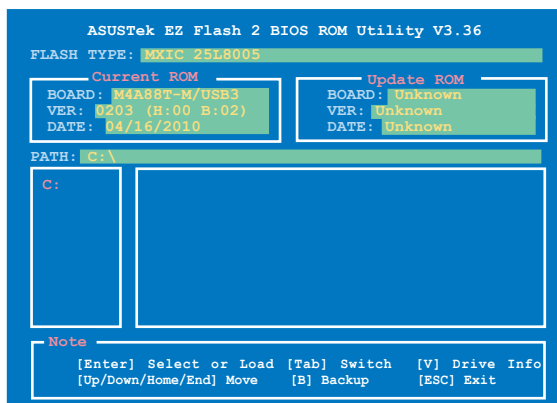 ASUSTek EZ Flash 2 BIOS ROM Utility V3.36
FLASH TYPE: MXIC 25L8005
Current ROM
BOARD: M4A88T-M/USB3
VER: 0203 (H:00 B:02)
DATE: 04/16/2010
Update ROM
BOARD: Unknown
VER: Unknown
DATE: Unknown
PATH: C:\
C:
Note
[Enter] Select or Load [Tab] Switch [V] Drive Info
[Up/Down/Home/End] Move [B] Backup [ESC] Exit